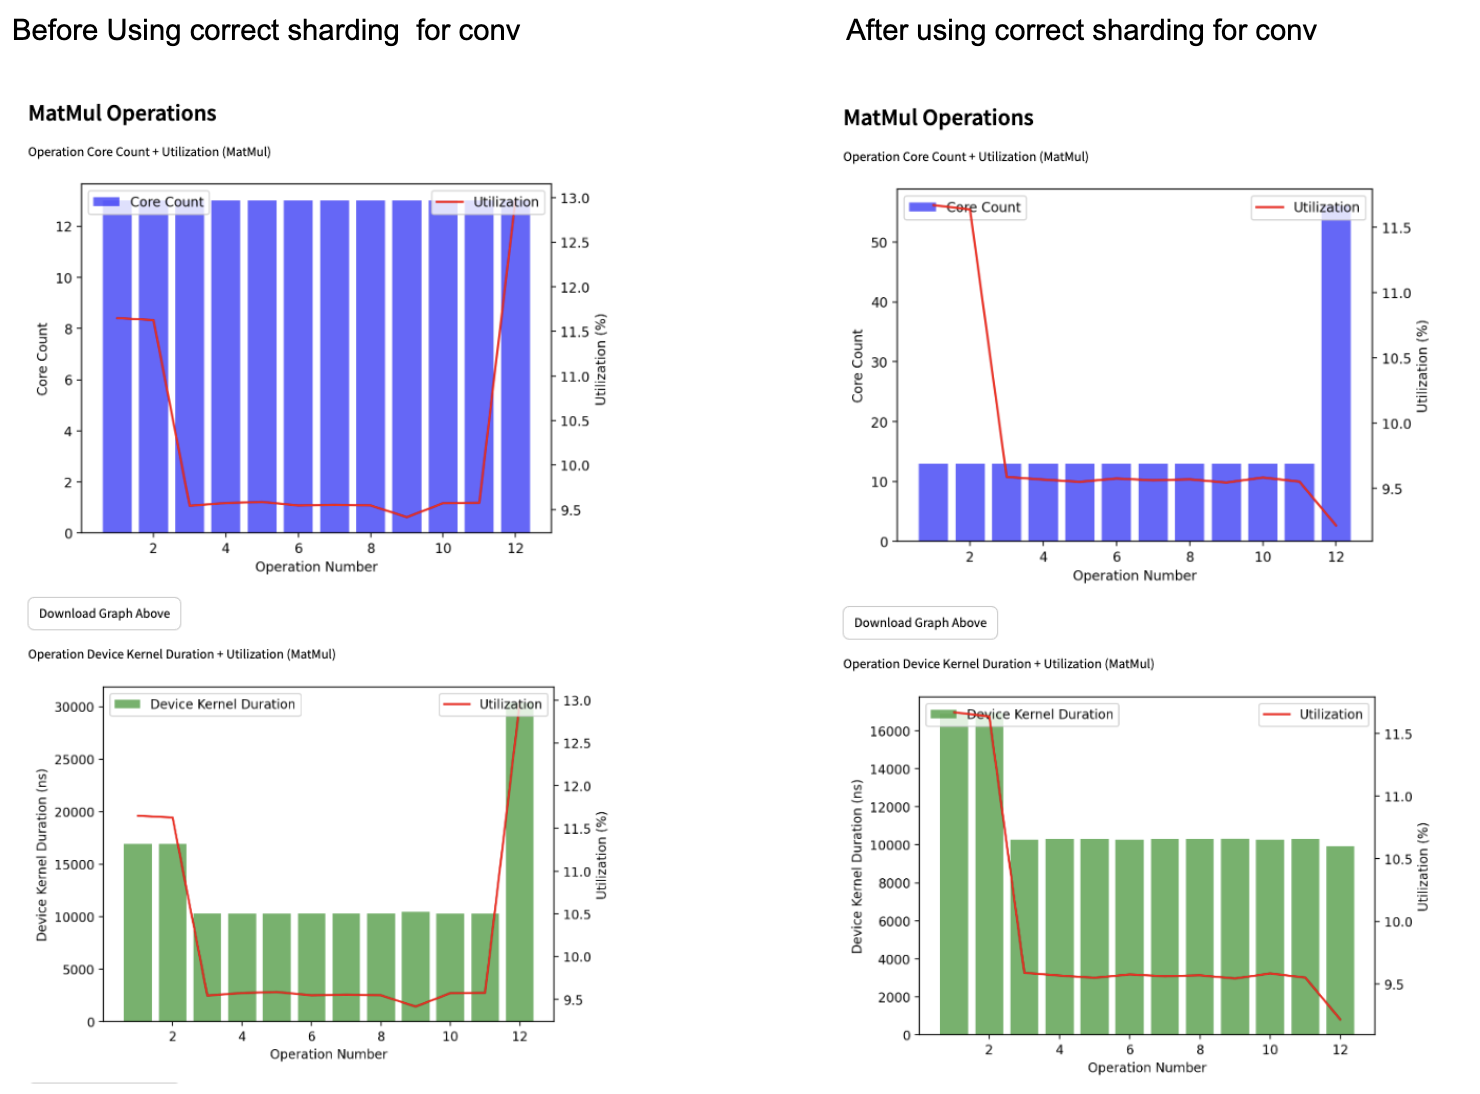 Before Using correct sharding  for conv
MatMul Operations
Operation Core Count + Utilization (MatMul)
Core Count
Utilization
12
10
8
6
4
2
0
Core Count
13.0
12.5
12.0
11.5
11.0
10.5
10.0
9.5
Utilization (%)
2 4 6 8 10 12
Operation Number
Download Graph Above
Operation Device Kernel Duration + Utilization (MatMul)
Device Kernel Duration
Utilization
30000
25000
20000
15000
10000
5000
0
Device Kernel Duration (ns)
13.0
12.5
12.0
11.5
11.0
10.5
10.0
9.5
Utilization (%)
2 4 6 8 10 12
Operation Number
After using correct sharding for conv
MatMul Operations
Operation Core Count + Utilization (MatMul)
Core Count
Utilization
50
40
30
20
10
0
Core Count
11.5
11.0
10.5
10.0
9.5
Utilization (%)
2 4 6 8 10 12
Operation Number
Download Graph Above
Operation Device Kernel Duration + Utilization (MatMul)
Device Kernel Duration
Utilization
16000
14000
12000
10000
8000
6000
4000
2000
0
Device Kernel Duration (ns)
11.5
11.0
10.5
10.0
9.5
Utilization (%)
2 4 6 8 10 12
Operation Number